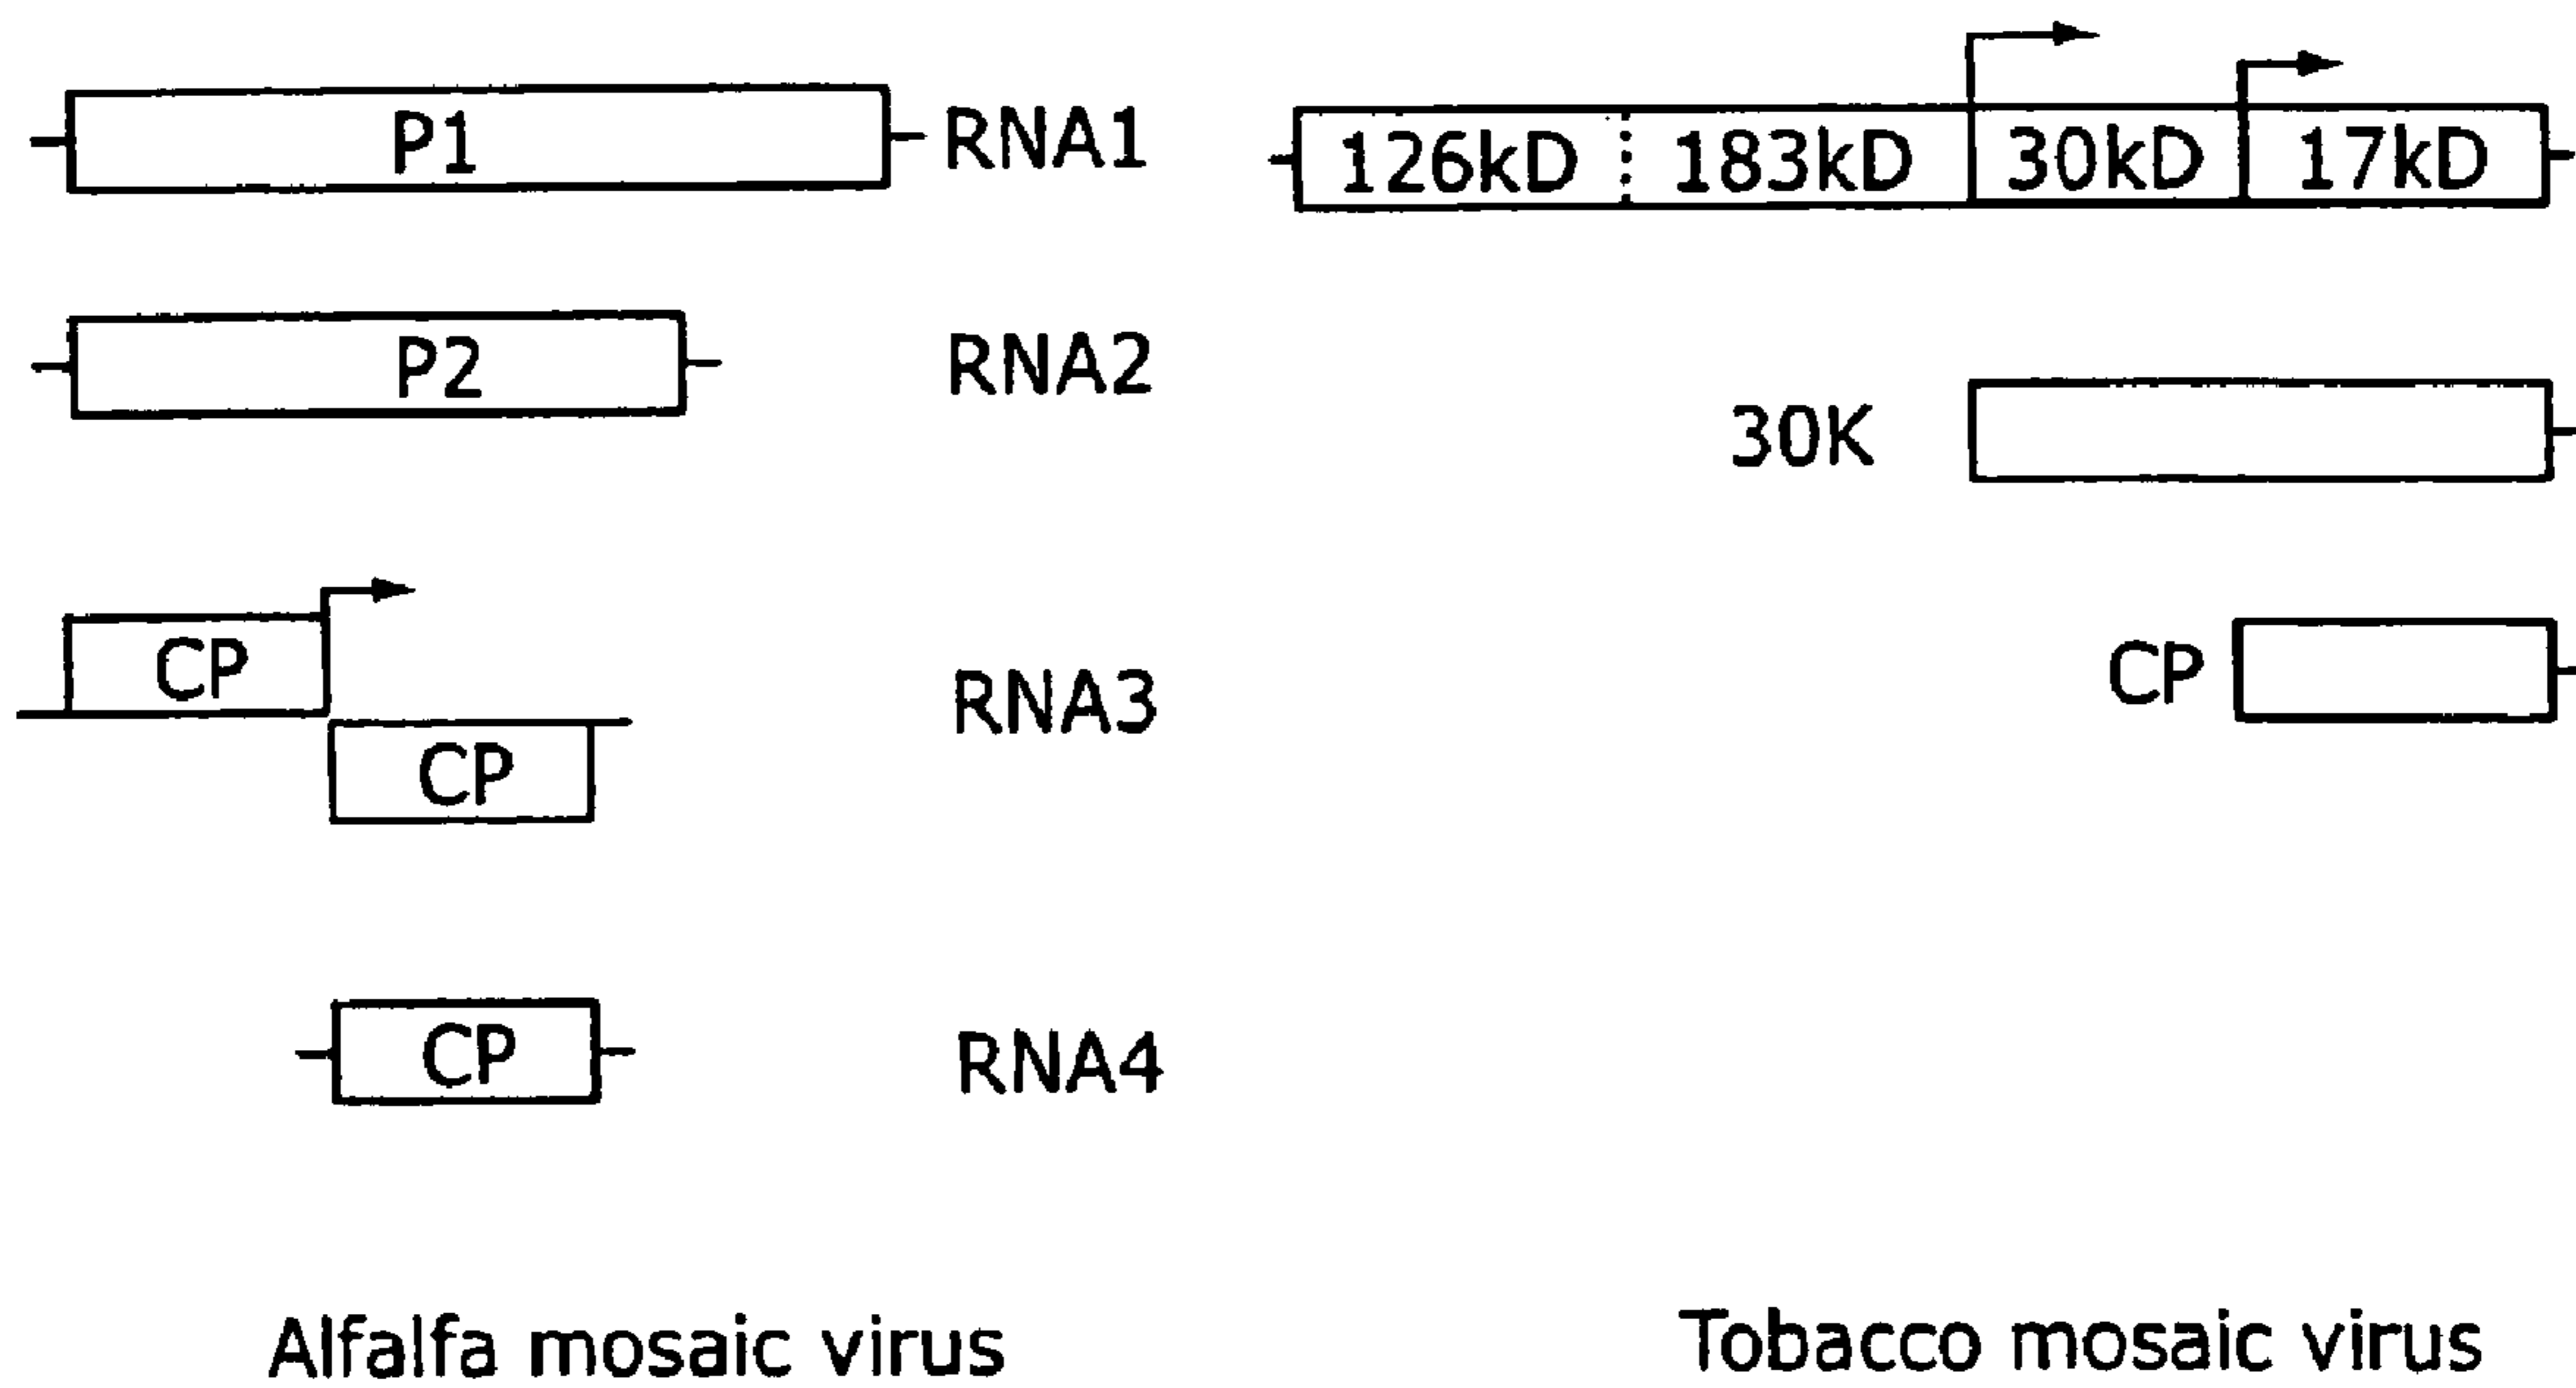 P1 RNA1
P2 RNA2
CP
CP
RNA3
CP RNA4
Alfalfa mosaic virus
126kD 183kD 30kD 17kD
30K
CP
Tobacco mosaic virus